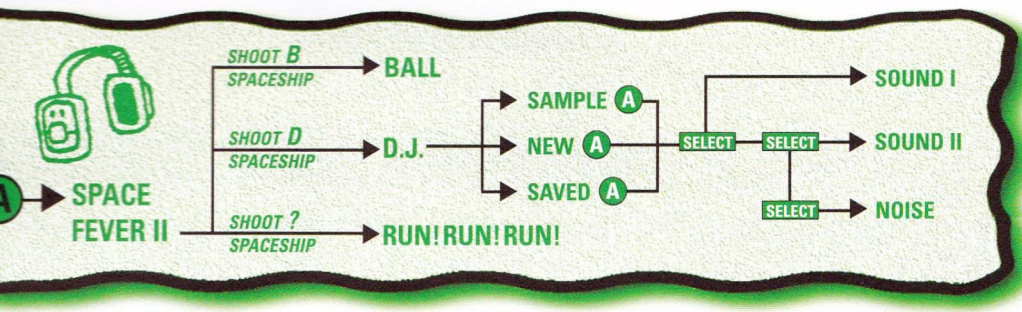 SHOOT B
SPACESHIP
BALL
SAMPLE A
SOUND I
SHOOT D
SPACESHIP
D.J.
NEW A
SELECT
SELECT
SOUND II
SAVED A
A
SPACE
FEVER II
SELECT
NOISE
SHOOT ?
SPACESHIP
RUN! RUN! RUN!